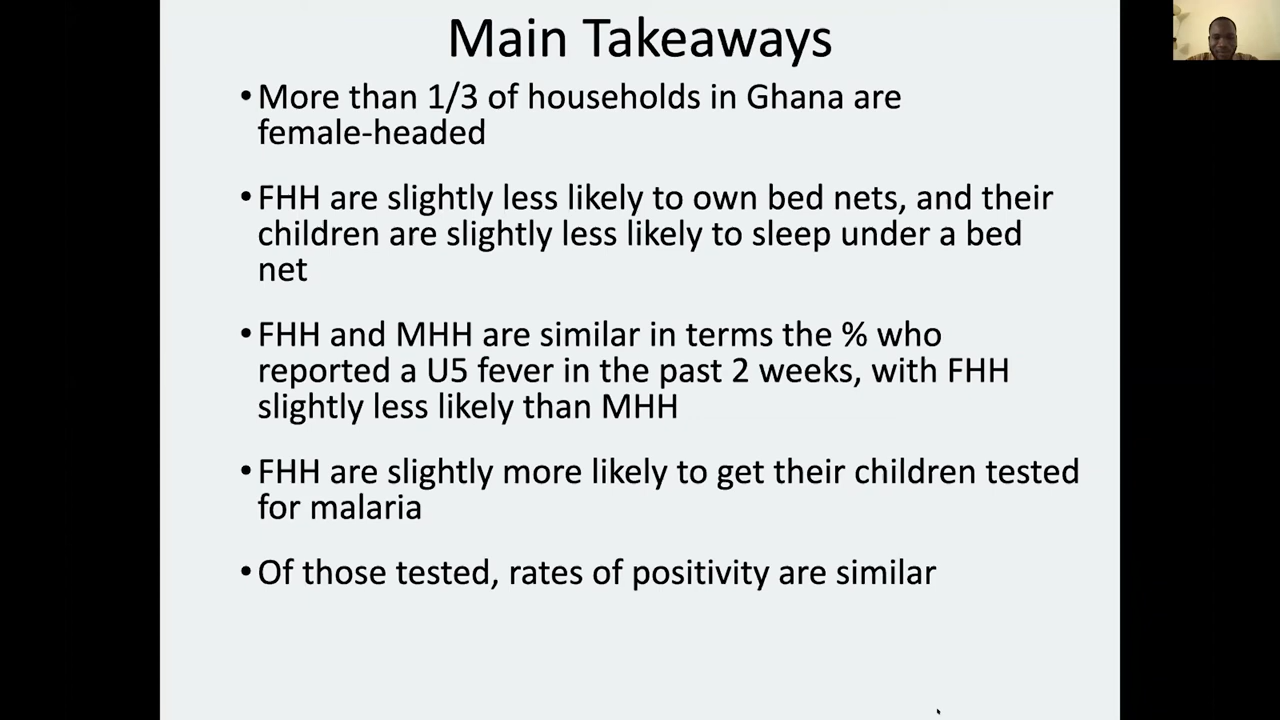 Main Takeaways
•More than 1/3 of households in Ghana are
female-headed
•FHH are slightly less likely to own bed nets, and their
children are slightly less likely to sleep under a bed
net
•FHH and MHH are similar in terms the % who
reported a U5 fever in the past 2 weeks, with FHH
slightly less likely than MHH
•FHH are slightly more likely to get their children tested
for malaria
•Of those tested, rates of positivity are similar